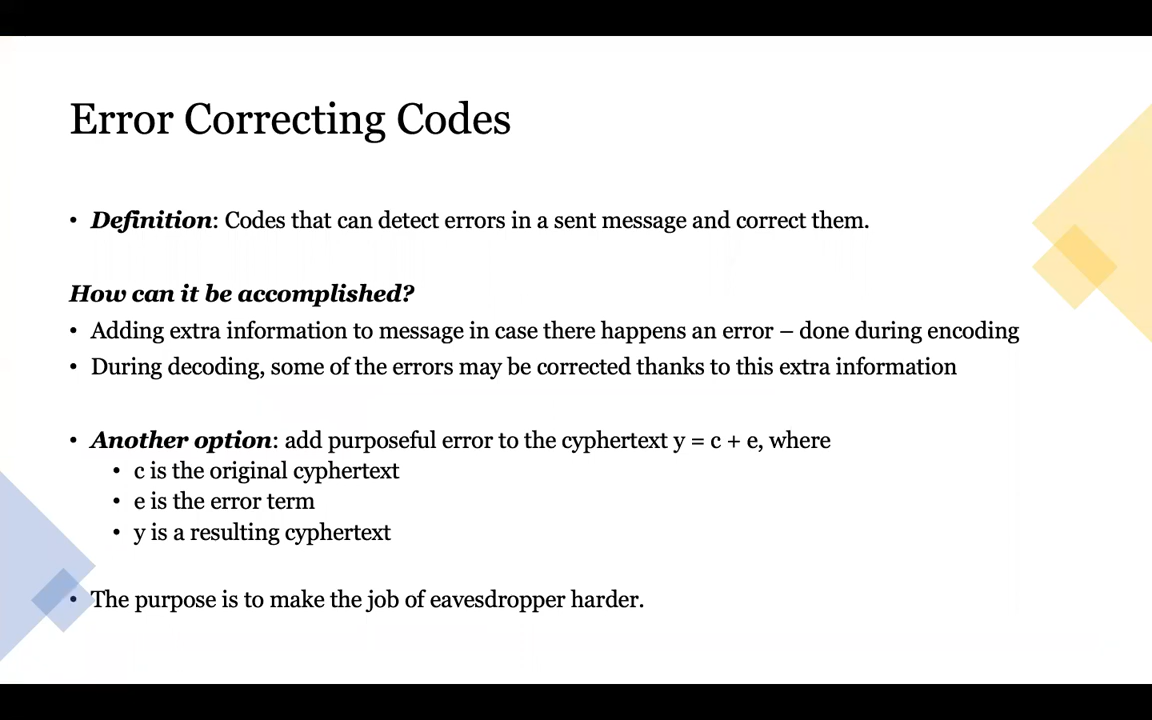 Error Correcting Codes
• Definition: Codes that can detect errors in a sent message and correct them.
How can it be accomplished?
• Adding extra information to message in case there happens an error – done during encoding
• During decoding, some of the errors may be corrected thanks to this extra information
• Another option: add purposeful error to the cyphertext y = c + e, where
• c is the original cyphertext
• e is the error term
• y is a resulting cyphertext
• The purpose is to make the job of eavesdropper harder.